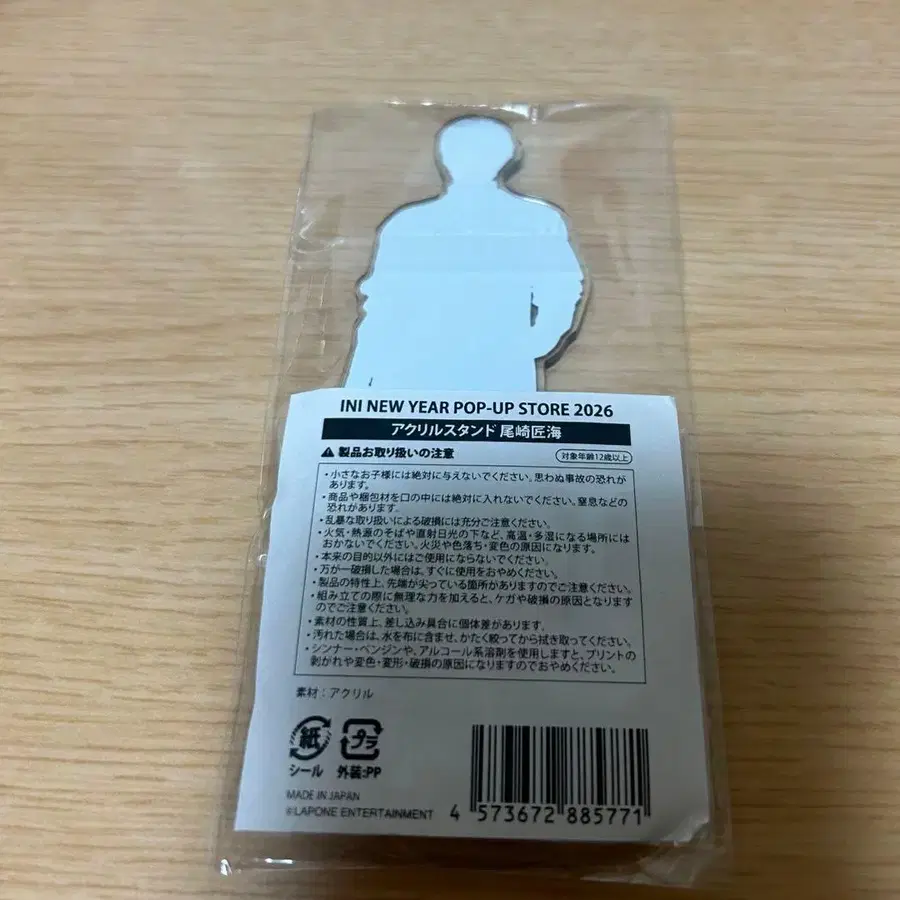 INI NEW YEAR POP-UP STORE 2026
アクリルスタンド 尾崎匠海
⚠ 製品お取り扱いの注意
対象年齢12歳以上
・小さなお子様には絶対に与えないでください。思わぬ事故の恐れが
あります。
・商品や梱包材を口の中には絶対に入れないでください。窒息などの
恐れがあります。
・乱暴な取り扱いによる破損には充分ご注意ください。
・火気・熱源のそばや直射日光の下など、高温・多湿になる場所には
おかないでください。火災や色落ち・変色の原因になります。
・本来の目的以外にはご使用にならないでください。
・万が一破損した場合は、すぐに使用をおやめください。
・製品の特性上、先端が尖っている箇所がありますのでご注意ください。
・組み立ての際に無理な力を加えると、ケガや破損の原因となります
のでご注意ください。
・素材の性質上、差し込み具合に個体差があります。
・汚れた場合は、水を布に含ませ、かたく絞ってから拭き取ってください。
・シンナー・ベンジンや、アルコール系溶剤を使用しますと、プリントの
剥がれや変色・変形・破損の原因になりますのでおやめください。
素材：アクリル
紙
プラ
シール
外装:PP
MADE IN JAPAN
©LAPONE ENTERTAINMENT
4 573672 885771